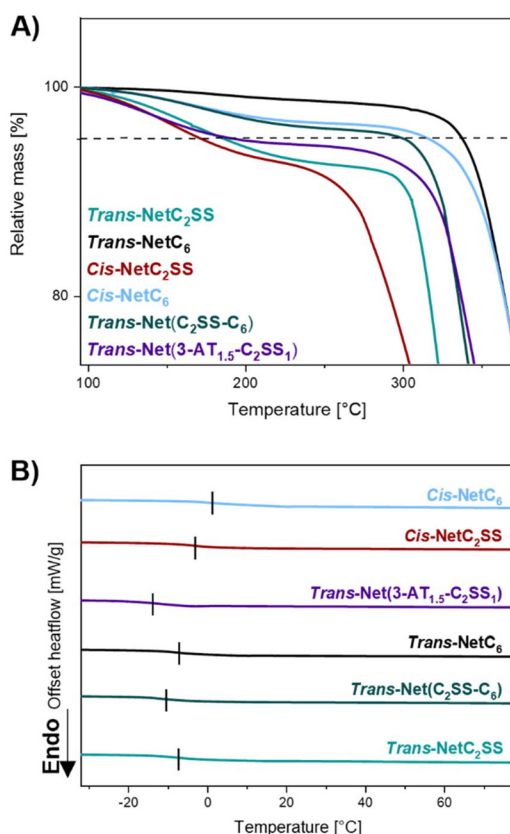 A)
Relative mass [%]
100
80
Trans-NetC₂SS
Trans-NetC₆
Cis-NetC₂SS
Cis-NetC₆
Trans-Net(C₂SS-C₆)
Trans-Net(3-AT₁.₅-C₂SS₁)
100 200 300
Temperature [°C]
B)
Endo Offset heatflow [mW/g]
Cis-NetC₆
Cis-NetC₂SS
Trans-Net(3-AT₁.₅-C₂SS₁)
Trans-NetC₆
Trans-Net(C₂SS-C₆)
Trans-NetC₂SS
-20 0 20 40 60
Temperature [°C]